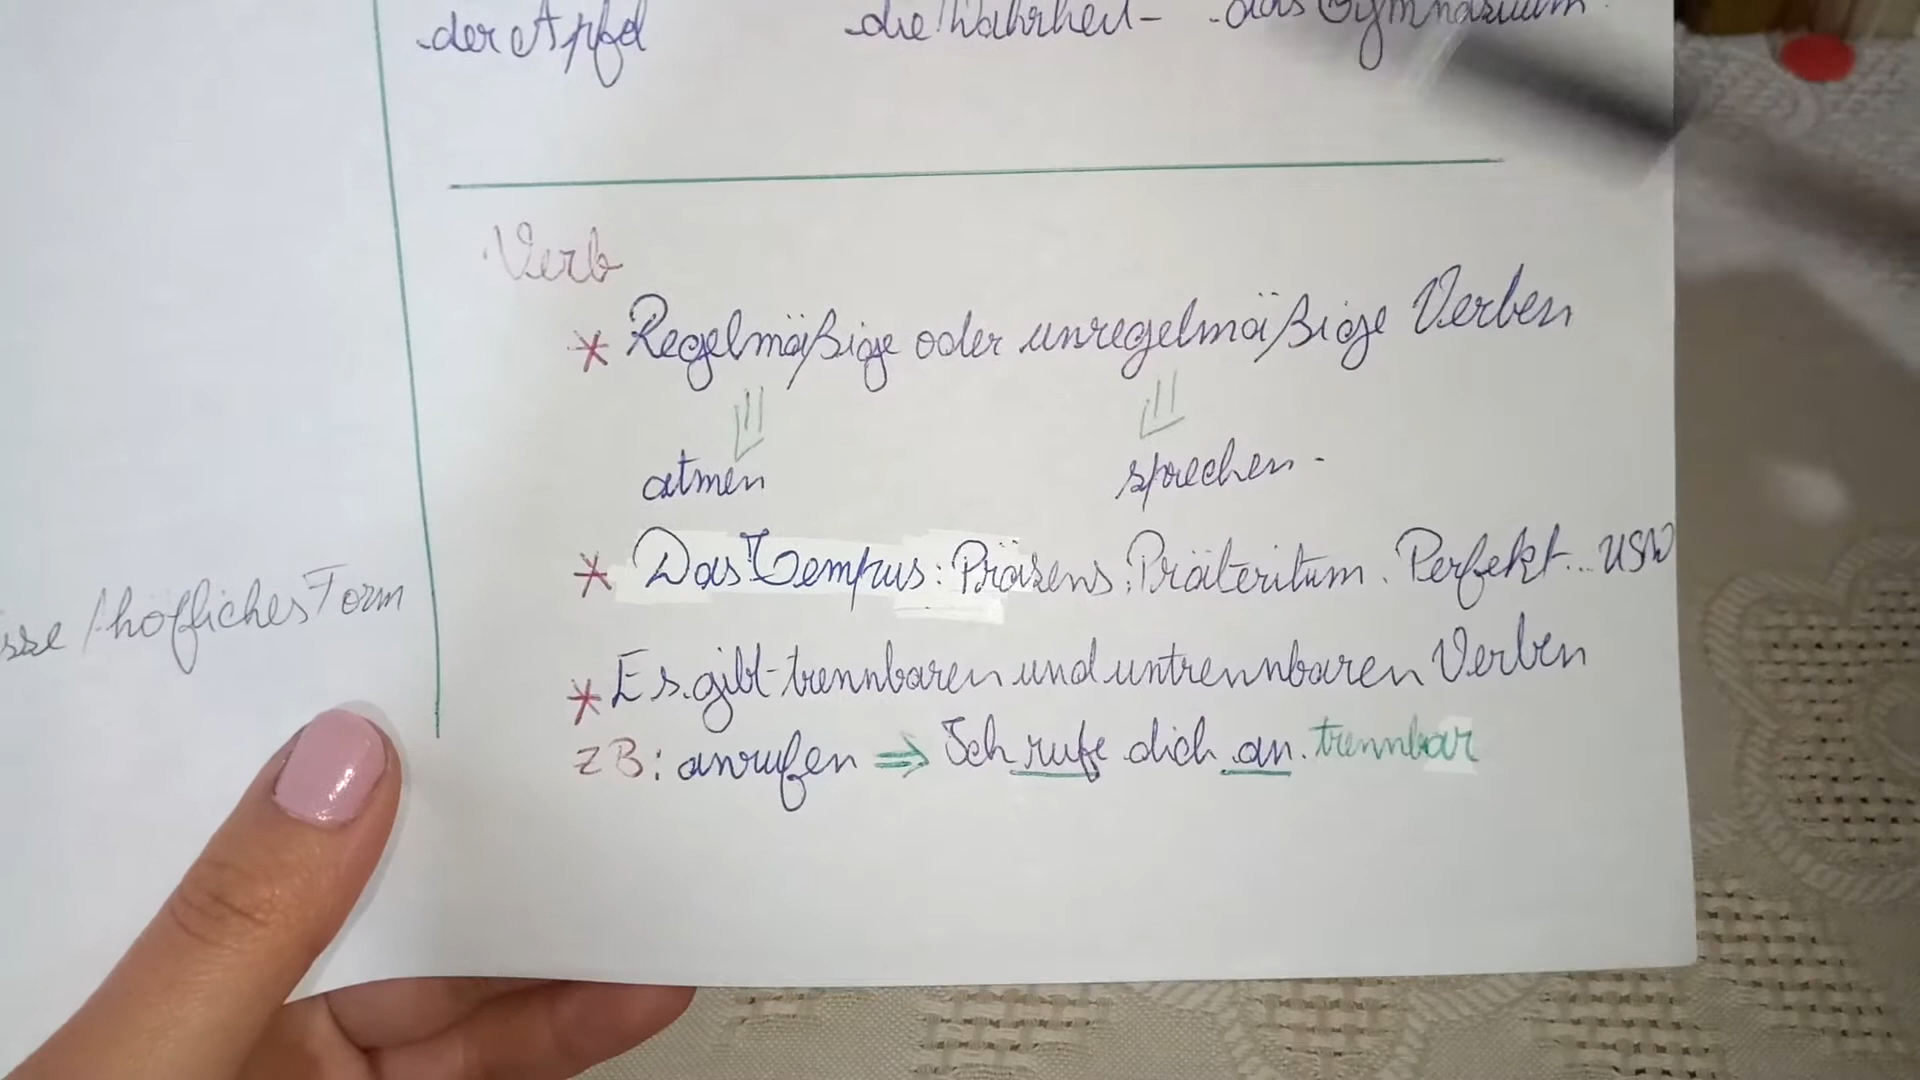 der Apfel die Wahrheit - das Gymnasium
Verb
* Regelmäßige oder unregelmäßige Verben
atmen sprechen -
* Das Tempus: Präsens, Präteritum. Perfekt... USW
* Es gibt trennbaren und untrennbaren Verben
ZB: anrufen ⇒ Ich rufe dich an. trennbar
/ höffliches Form